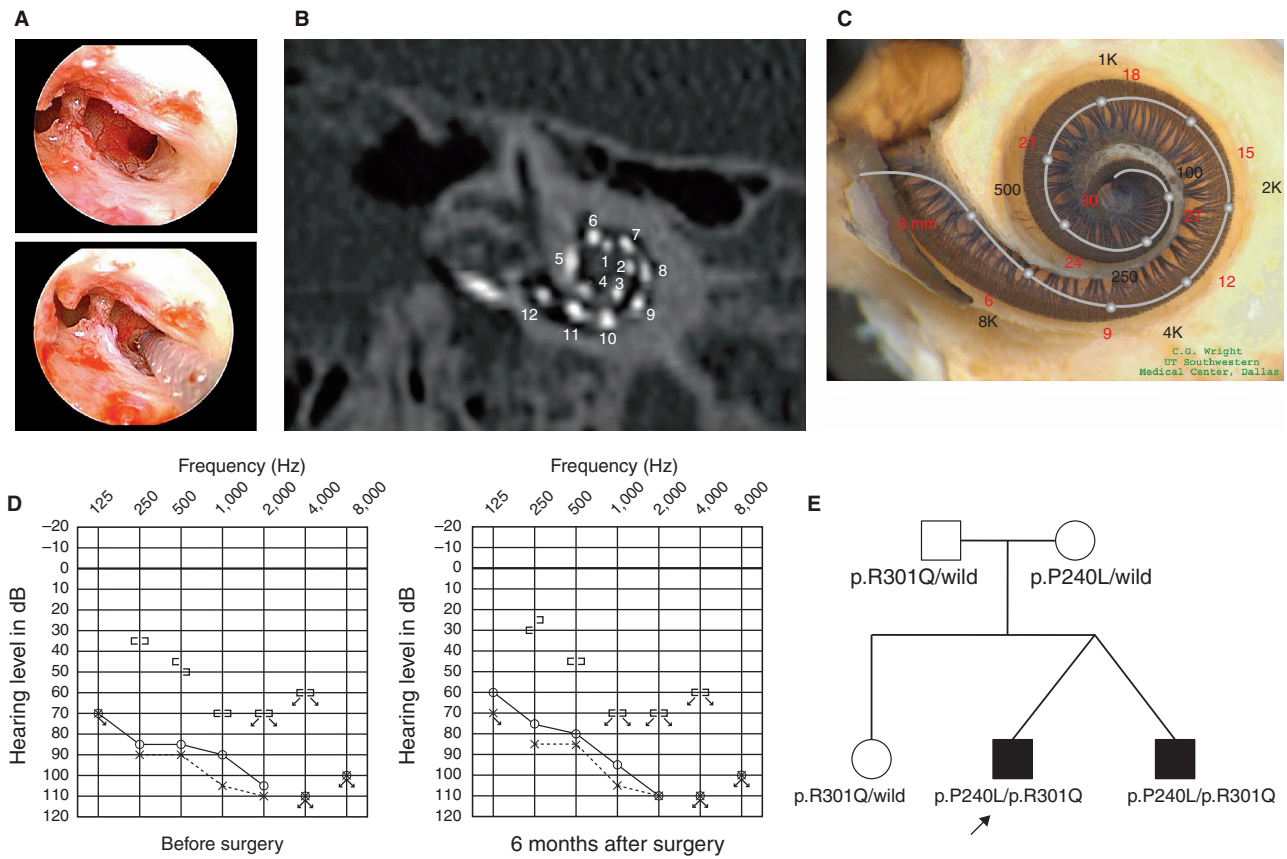 A
B
6
7
1
5
2
8
4
3
12
9
11
10
C
1K
18
21
15
100
500
2K
30
27
3 mm
24
250
12
6
8K
4K
9
C.G. Wright
UT Southwestern
Medical Center, Dallas
D
Frequency (Hz)
125 250 500 1,000 2,000 4,000 8,000
Hearing level in dB
–20
–10
0
10
20
30
40
50
60
70
80
90
100
110
120
Before surgery
Frequency (Hz)
125 250 500 1,000 2,000 4,000 8,000
Hearing level in dB
–20
–10
0
10
20
30
40
50
60
70
80
90
100
110
120
6 months after surgery
E
p.R301Q/wild
p.P240L/wild
p.R301Q/wild
p.P240L/p.R301Q
p.P240L/p.R301Q